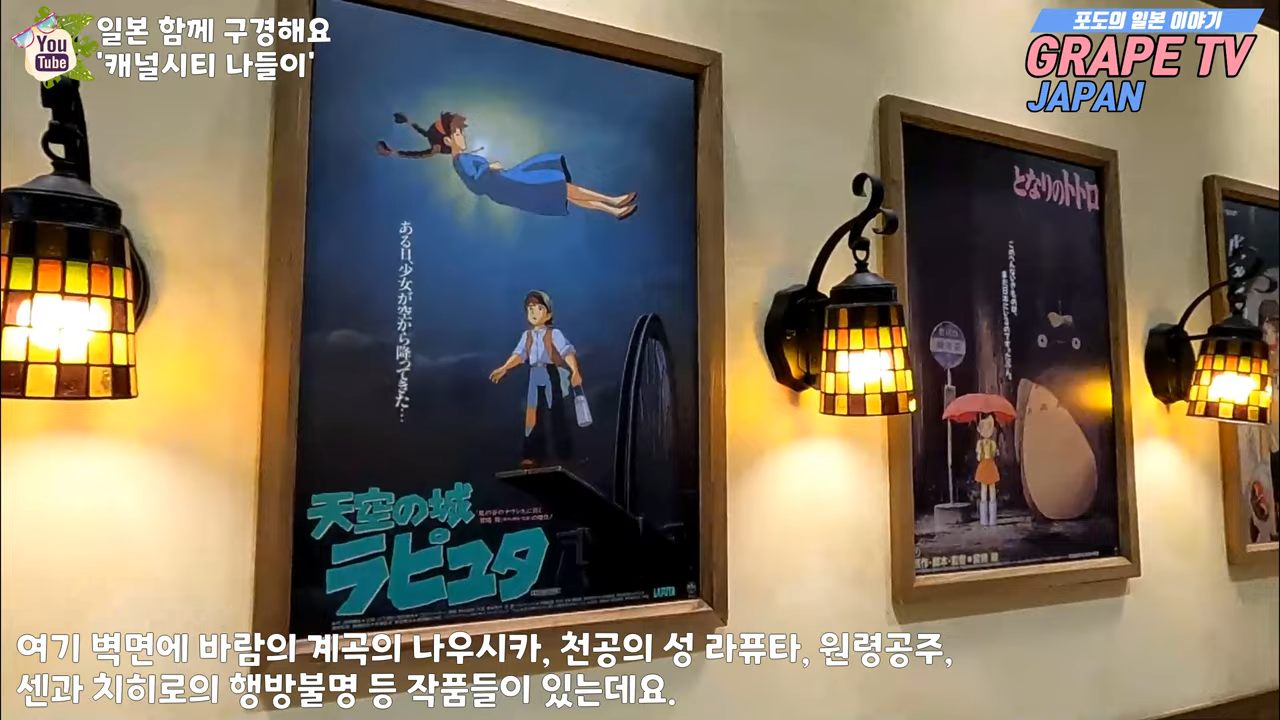 You
Tube
일본 함께 구경해요
'캐널시티 나들이'
포도의 일본 이야기
GRAPE TV
JAPAN
ある日、少女が空から降ってきた…
天空の城
ラピュタ
LAPUTA
となりのトトロ
여기 벽면에 바람의 계곡의 나우시카, 천공의 성 라퓨타, 원령공주,
센과 치히로의 행방불명 등 작품들이 있는데요.